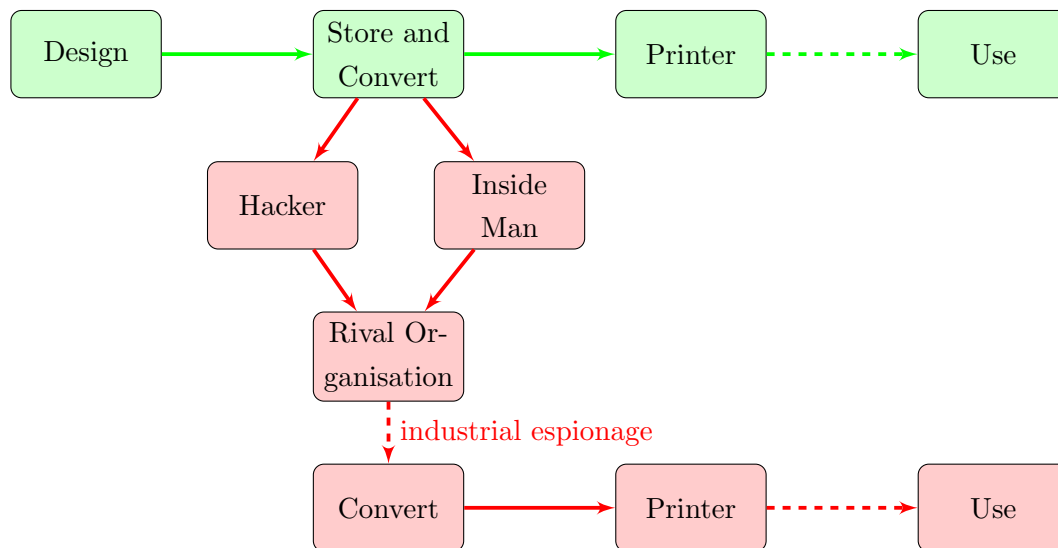 Design
Store and
Convert
Printer
Use
Hacker
Inside
Man
Rival Or-
ganisation
industrial espionage
Convert
Printer
Use